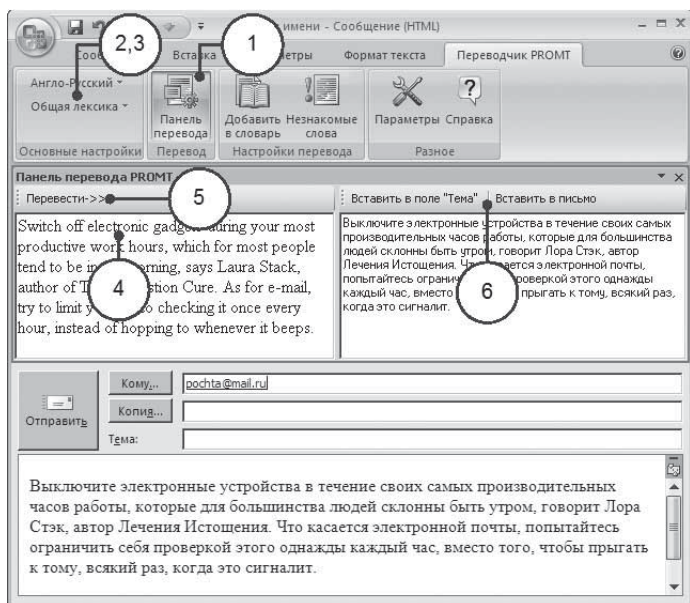 имени - Сообщение (HTML)
2,3
1
Вставка
Формат текста
Переводчик PROMT
Англо-Русский
Общая лексика
Панель перевода
Добавить в словарь
Незнакомые слова
Параметры
Справка
Основные настройки
Перевод
Настройки перевода
Разное
Панель перевода PROMT
Перевести->>
5
Вставить в поле "Тема"
Вставить в письмо
Switch off electronic during your most
productive work hours, which for most people
tend to be in says Laura Stack,
author of Cure. As for e-mail,
try to limit checking it once every
hour, instead of hopping to whenever it beeps.
4
Выключите электронные устройства в течение своих самых
производительных часов работы, которые для большинства
людей склонны быть утром, говорит Лора Стэк, автор
Лечения Истощения. электронной почты,
попытайтесь проверкой этого однажды
каждый час, вместо прыгать к тому, всякий раз,
когда это сигналит.
6
Отправить
Кому...
pochta@mail.ru
Копия...
Тема:
Выключите электронные устройства в течение своих самых производительных
часов работы, которые для большинства людей склонны быть утром, говорит Лора
Стэк, автор Лечения Истощения. Что касается электронной почты, попытайтесь
ограничить себя проверкой этого однажды каждый час, вместо того, чтобы прыгать
к тому, всякий раз, когда это сигналит.